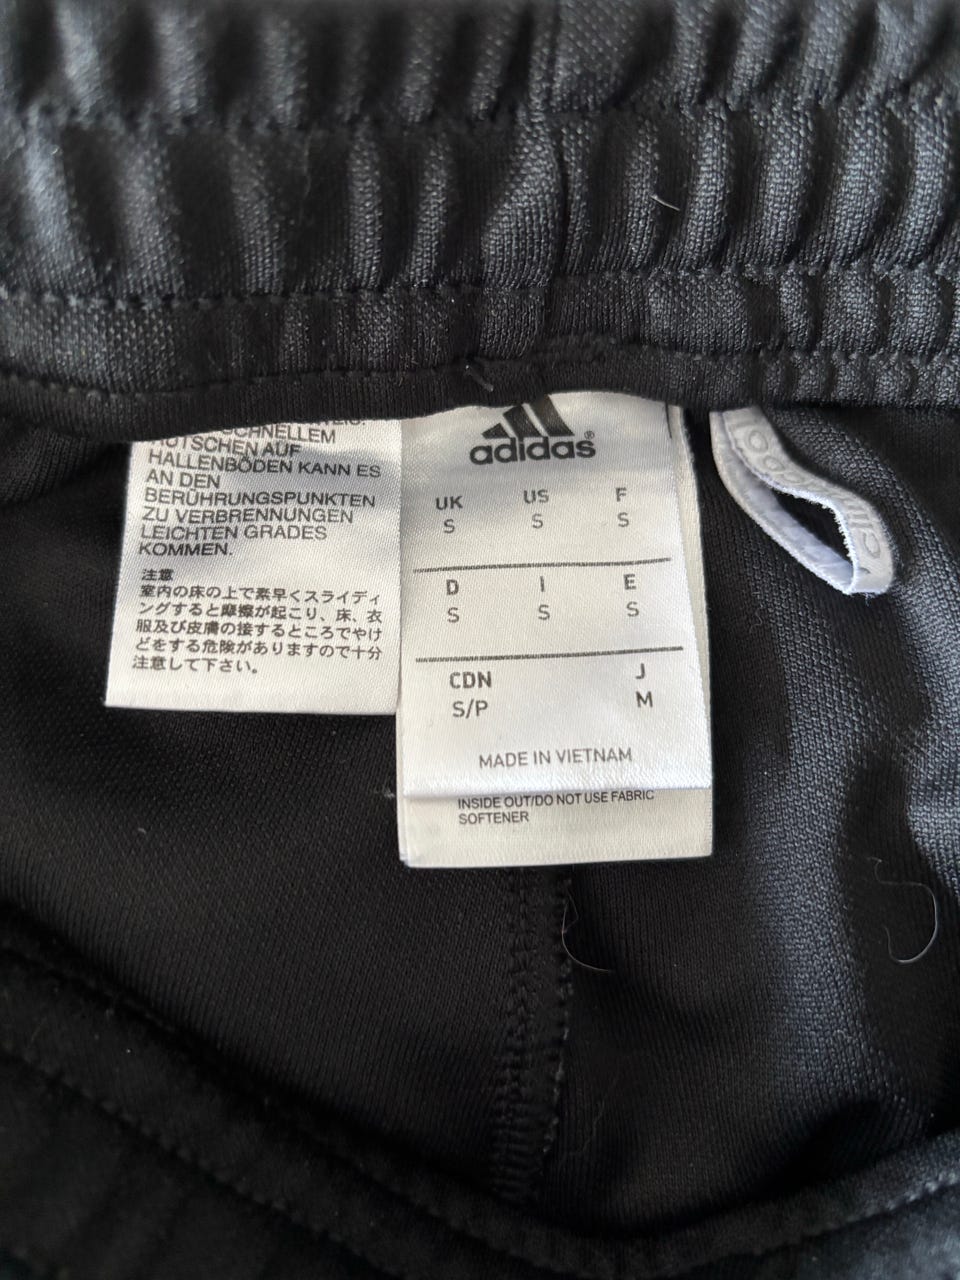 SCHNELLEM
RUTSCHEN AUF
HALLENBÖDEN KANN ES
AN DEN
BERÜHRUNGSPUNKTEN
ZU VERBRENNUNGEN
LEICHTEN GRADES
KOMMEN.
注意
室内の床の上で素早くスライディ
ングすると摩擦が起こり、床、衣
服及び皮膚の接するところでやけ
どをする危険がありますので十分
注意して下さい。
adidas®
UK US F
S S S
D I E
S S S
CDN J
S/P M
MADE IN VIETNAM
INSIDE OUT/DO NOT USE FABRIC
SOFTENER